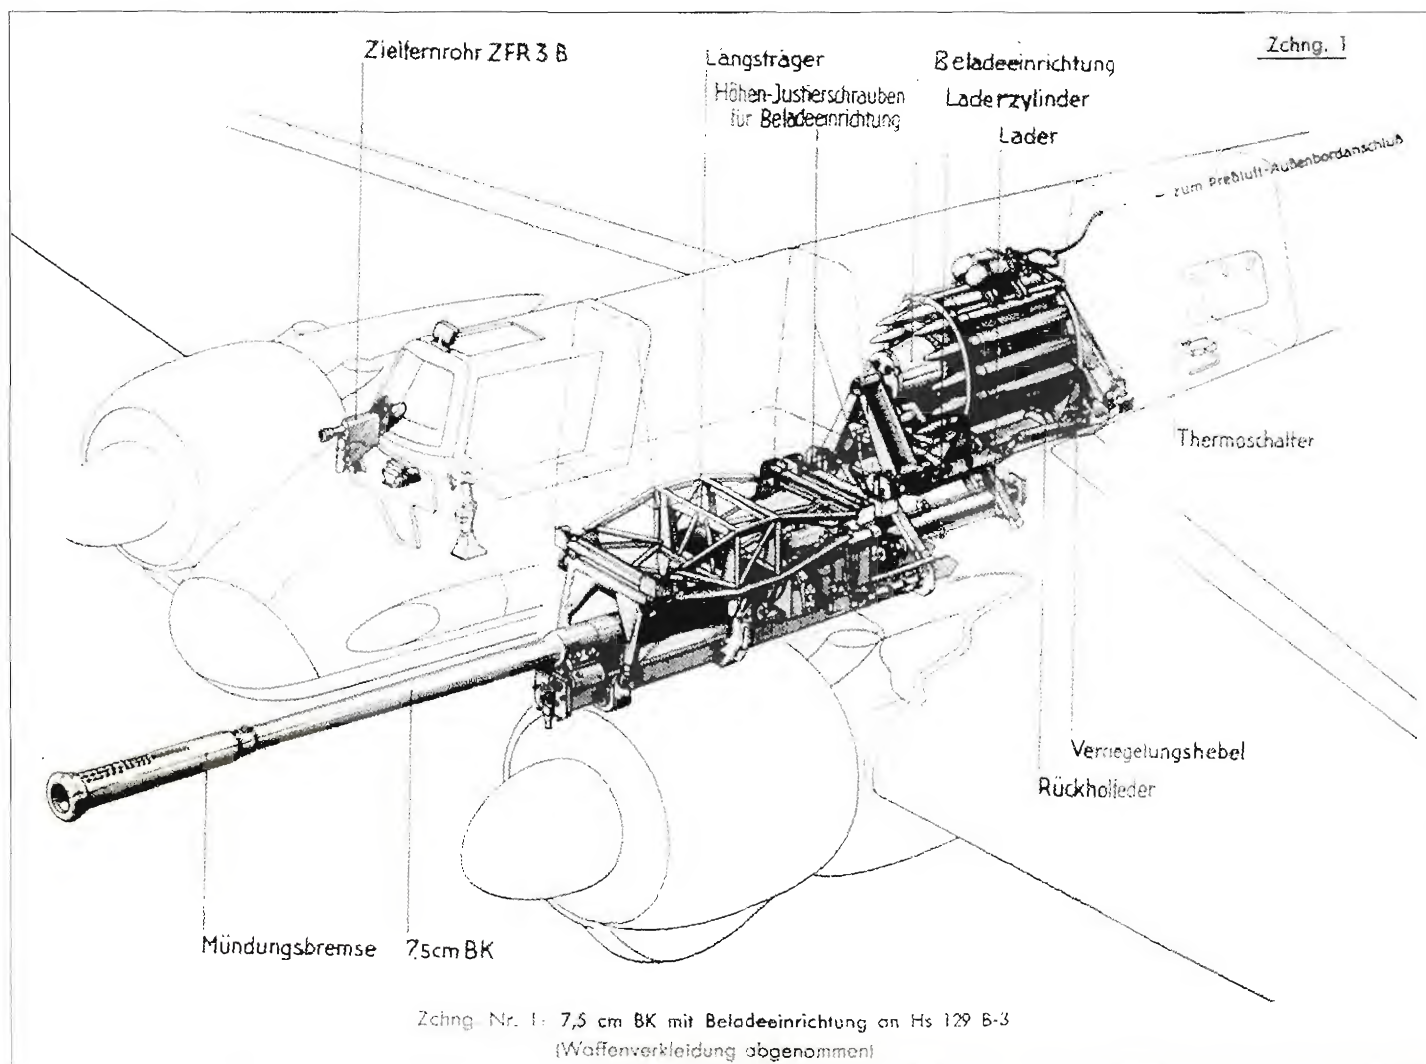 Zchng. 1
Zielfernrohr ZFR 3 B
Längsträger
Höhen-Justierschrauben
für Beladeeinrichtung
Beladeeinrichtung
Laderzylinder
Lader
zum Preßluft-Außenbordanschluß
Thermoschalter
Verriegelungshebel
Rückholfeder
Mündungsbremse
7,5cm BK
Zchng. Nr. 1: 7,5 cm BK mit Beladeeinrichtung an Hs 129 B-3
(Waffenverkleidung abgenommen)